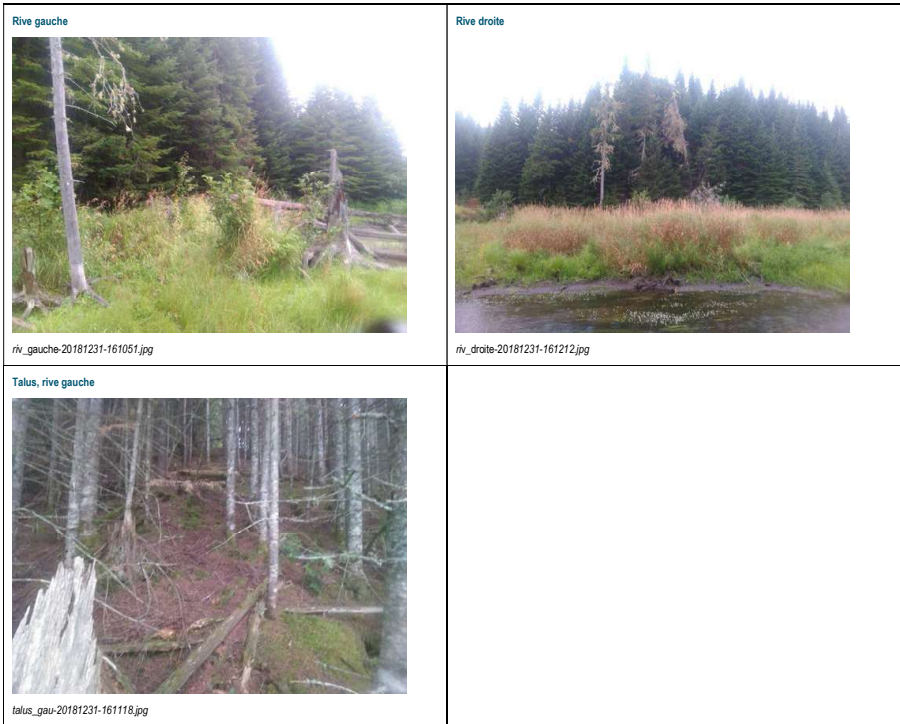 Rive gauche
Rive droite
riv_gauche-20181231-161051.jpg
riv_droite-20181231-161212.jpg
Talus, rive gauche
talus_gau-20181231-161118.jpg